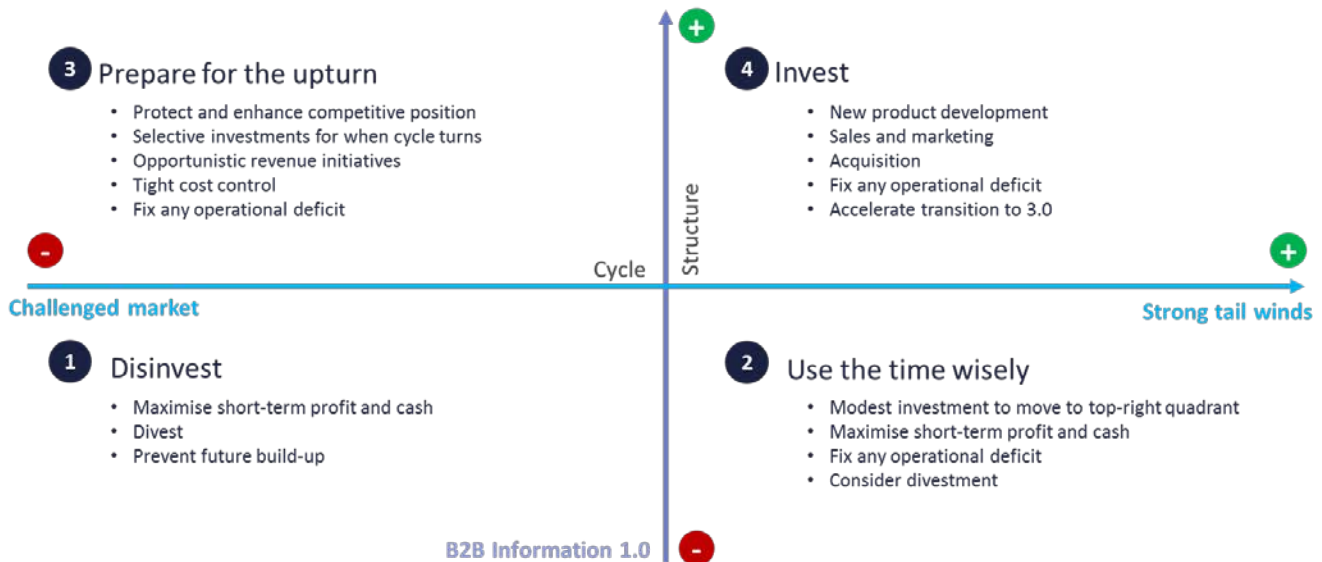 +
3 Prepare for the upturn
• Protect and enhance competitive position
• Selective investments for when cycle turns
• Opportunistic revenue initiatives
• Tight cost control
• Fix any operational deficit
4 Invest
• New product development
• Sales and marketing
• Acquisition
• Fix any operational deficit
• Accelerate transition to 3.0
Structure
-
Cycle
+
Challenged market
Strong tail winds
1 Disinvest
• Maximise short-term profit and cash
• Divest
• Prevent future build-up
2 Use the time wisely
• Modest investment to move to top-right quadrant
• Maximise short-term profit and cash
• Fix any operational deficit
• Consider divestment
B2B Information 1.0
-